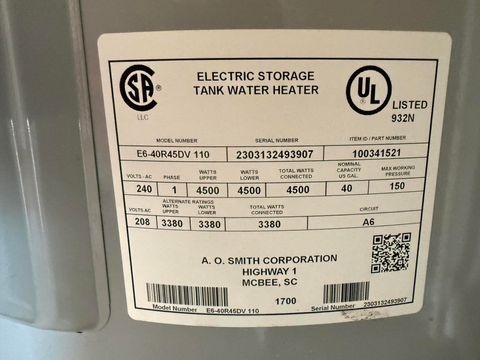 SA
®
LLC
ELECTRIC STORAGE
TANK WATER HEATER
UL
®
LISTED
932N
MODEL NUMBER SERIAL NUMBER ITEM ID / PART NUMBER
E6-40R45DV 110 2303132493907 100341521
VOLTS - AC PHASE WATTS UPPER WATTS LOWER TOTAL WATTS CONNECTED NOMINAL CAPACITY US GAL. MAX WORKING PRESSURE
240 1 4500 4500 4500 40 150
VOLTS AC ALTERNATE RATINGS WATTS UPPER WATTS LOWER TOTAL WATTS CONNECTED CIRCUIT
208 3380 3380 3380 A6
A. O. SMITH CORPORATION
HIGHWAY 1
MCBEE, SC
1700
Model Number E6-40R45DV 110 Serial Number 2303132493907